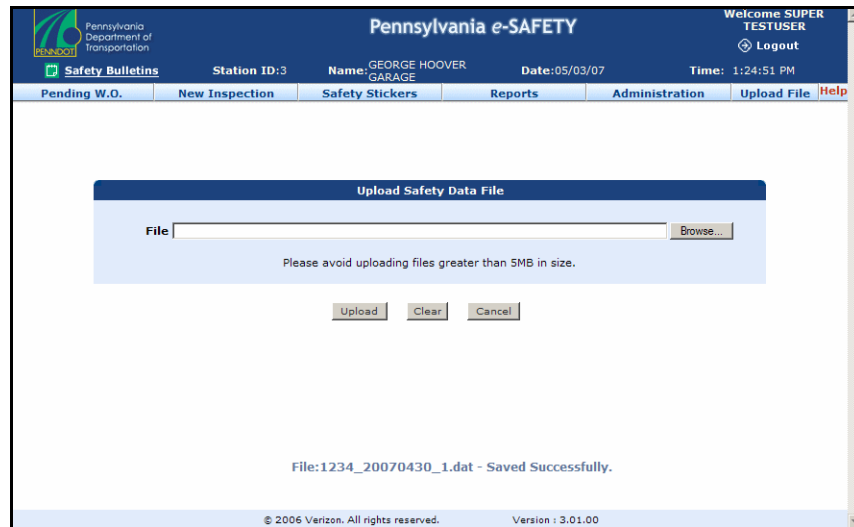 Pennsylvania
Department of
Transportation
PENNDOT
Pennsylvania e-SAFETY
Welcome SUPER
TESTUSER
Logout
Safety Bulletins Station ID:3 Name:GEORGE HOOVER GARAGE Date:05/03/07 Time: 1:24:51 PM
Pending W.O. New Inspection Safety Stickers Reports Administration Upload File Help
Upload Safety Data File
File Browse...
Please avoid uploading files greater than 5MB in size.
Upload Clear Cancel
File:1234_20070430_1.dat - Saved Successfully.
© 2006 Verizon. All rights reserved. Version : 3.01.00